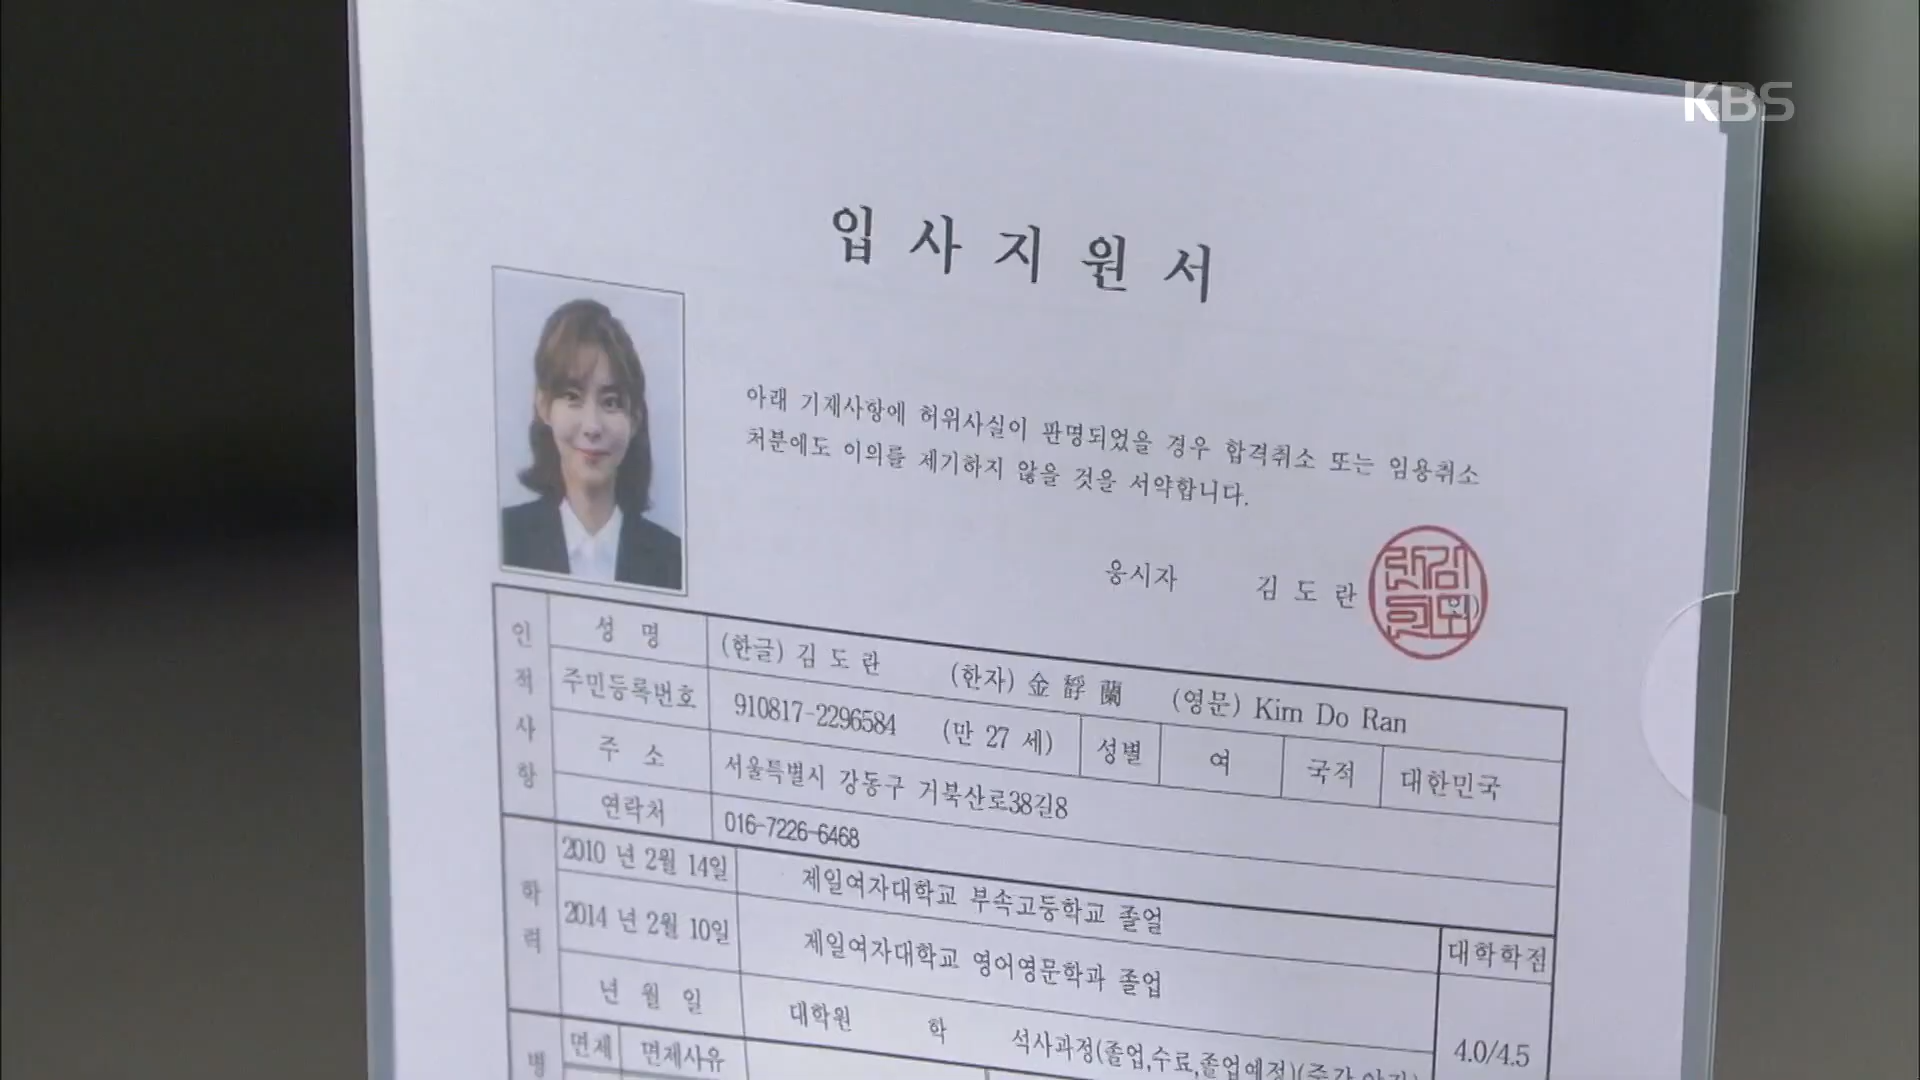 KBS
입 사 지 원 서
아래 기재사항에 허위사실이 판명되었을 경우 합격취소 또는 임용취소
처분에도 이의를 제기하지 않을 것을 서약합니다.
응시자 김 도 란
인적사항
성 명 (한글) 김 도 란 (한자) 金 蘭 (영문) Kim Do Ran
주민등록번호 910817-2296584 (만 27 세) 성별 여 국적 대한민국
주 소 서울특별시 강동구 거북산로38길8
연락처 016-7226-6468
학력
2010 년 2월 14일 제일여자대학교 부속고등학교 졸업
2014 년 2월 10일 제일여자대학교 영어영문학과 졸업 대학학점
년 월 일 대학원 학 석사과정(졸업,수료,졸업예정) 4.0/4.5
병 면제 면제사유